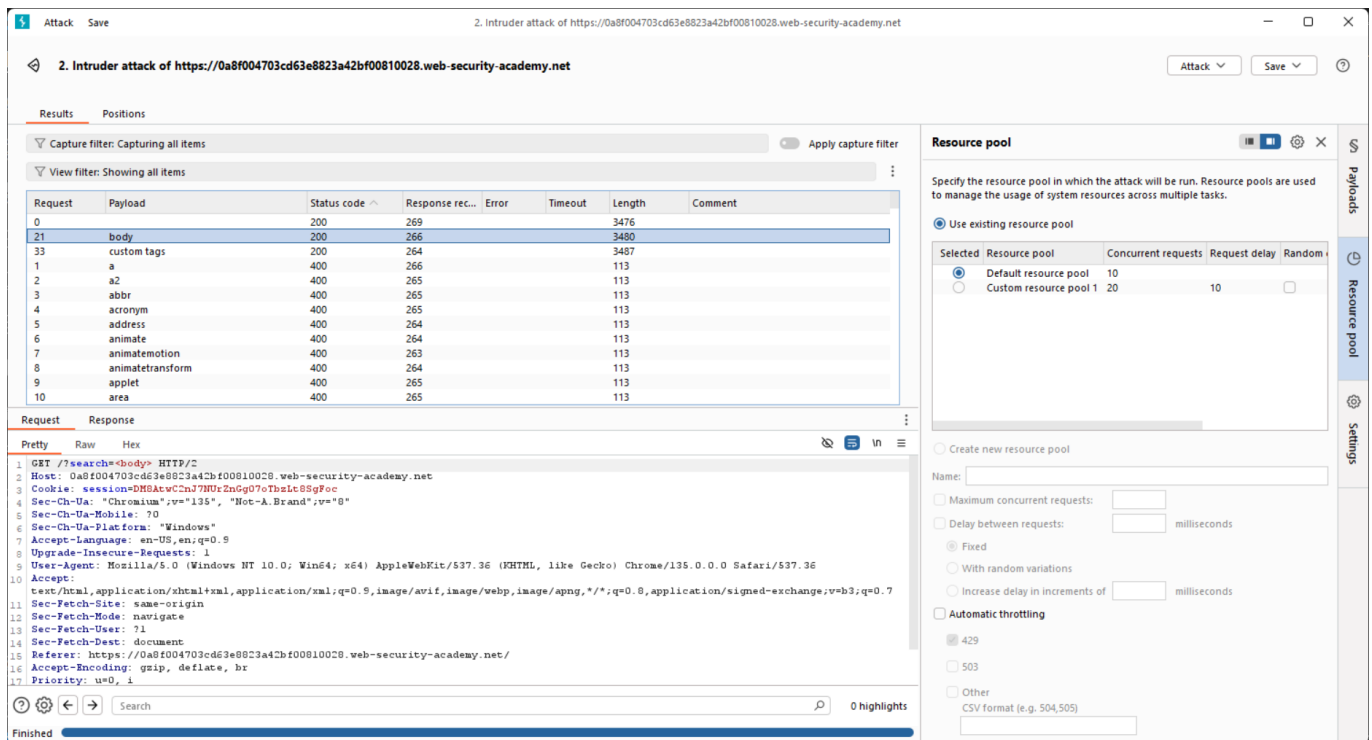 Attack Save 2. Intruder attack of https://0a8f004703cd63e8823a42bf00810028.web-security-academy.net
2. Intruder attack of https://0a8f004703cd63e8823a42bf00810028.web-security-academy.net Attack Save
Results Positions
Capture filter: Capturing all items Apply capture filter
View filter: Showing all items
Request Payload Status code Response rec... Error Timeout Length Comment
0 200 269 3476
21 body 200 266 3480
33 custom tags 200 264 3487
1 a 400 266 113
2 a2 400 265 113
3 abbr 400 265 113
4 acronym 400 265 113
5 address 400 264 113
6 animate 400 264 113
7 animatemotion 400 263 113
8 animatetransform 400 264 113
9 applet 400 265 113
10 area 400 265 113
Request Response
Pretty Raw Hex \n
1 GET /?search=<body> HTTP/2
2 Host: 0a8f004703cd63e8823a42bf00810028.web-security-academy.net
3 Cookie: session=DM8AtwC2nJ7NUrZnGg07oTbzLt8SgFoc
4 Sec-Ch-Ua: "Chromium";v="135", "Not-A.Brand";v="8"
5 Sec-Ch-Ua-Mobile: ?0
6 Sec-Ch-Ua-Platform: "Windows"
7 Accept-Language: en-US,en;q=0.9
8 Upgrade-Insecure-Requests: 1
9 User-Agent: Mozilla/5.0 (Windows NT 10.0; Win64; x64) AppleWebKit/537.36 (KHTML, like Gecko) Chrome/135.0.0.0 Safari/537.36
10 Accept:
text/html,application/xhtml+xml,application/xml;q=0.9,image/avif,image/webp,image/apng,*/*;q=0.8,application/signed-exchange;v=b3;q=0.7
11 Sec-Fetch-Site: same-origin
12 Sec-Fetch-Mode: navigate
13 Sec-Fetch-User: ?1
14 Sec-Fetch-Dest: document
15 Referer: https://0a8f004703cd63e8823a42bf00810028.web-security-academy.net/
16 Accept-Encoding: gzip, deflate, br
17 Priority: u=0, i
Search 0 highlights
Finished
Resource pool
Specify the resource pool in which the attack will be run. Resource pools are used
to manage the usage of system resources across multiple tasks.
Use existing resource pool
Selected Resource pool Concurrent requests Request delay Random
Default resource pool 10
Custom resource pool 1 20 10
Create new resource pool
Name:
Maximum concurrent requests:
Delay between requests: milliseconds
Fixed
With random variations
Increase delay in increments of milliseconds
Automatic throttling
429
503
Other
CSV format (e.g. 504,505)
Payloads
Resource pool
Settings